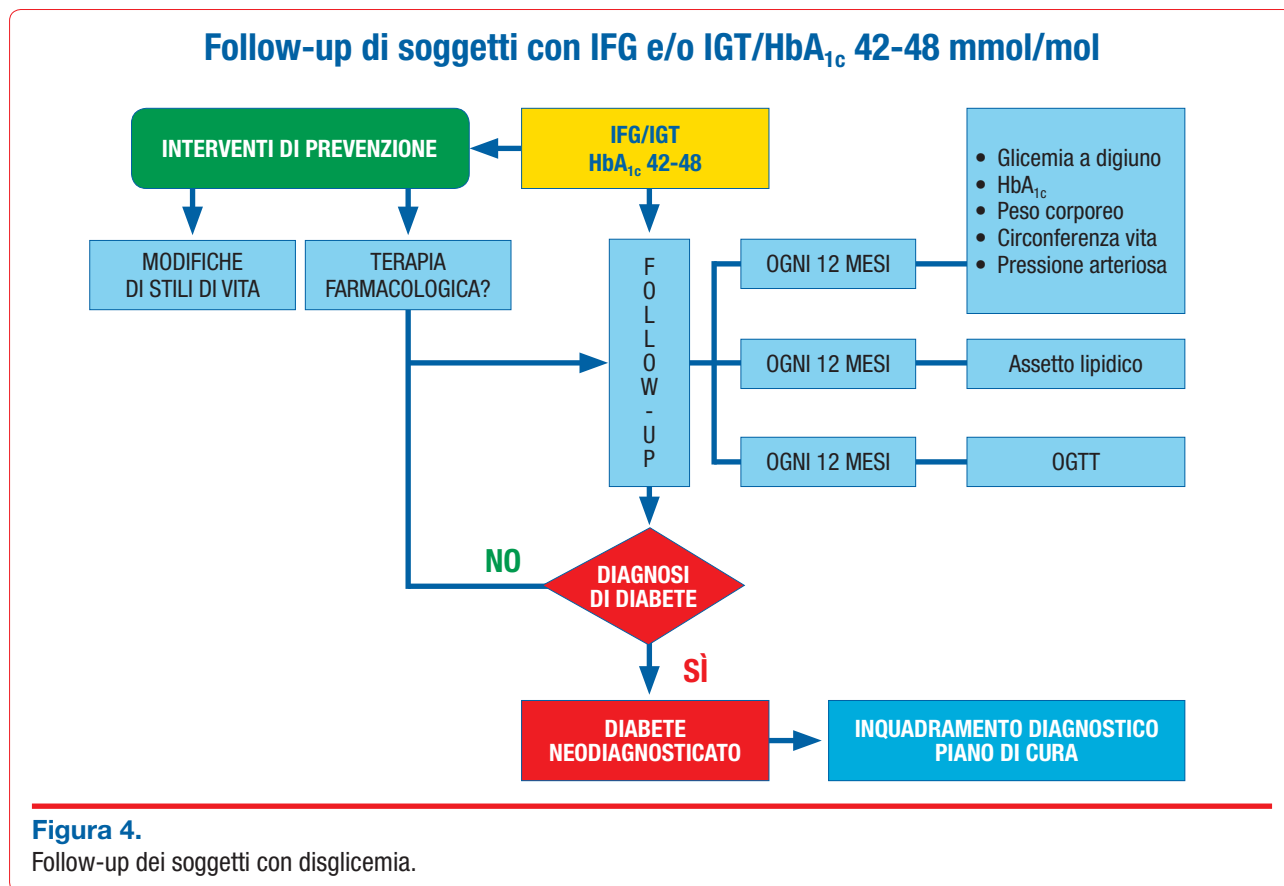 Follow-up di soggetti con IFG e/o IGT/HbA1c 42-48 mmol/mol
INTERVENTI DI PREVENZIONE
IFG/IGT
HbA1c 42-48
• Glicemia a digiuno
• HbA1c
• Peso corporeo
• Circonferenza vita
• Pressione arteriosa
MODIFICHE
DI STILI DI VITA
TERAPIA
FARMACOLOGICA?
F
O
L
L
O
W
-
U
P
OGNI 12 MESI
OGNI 12 MESI
Assetto lipidico
OGNI 12 MESI
OGTT
NO
DIAGNOSI
DI DIABETE
SÌ
DIABETE
NEODIAGNOSTICATO
INQUADRAMENTO DIAGNOSTICO
PIANO DI CURA
Figura 4.
Follow-up dei soggetti con disglicemia.